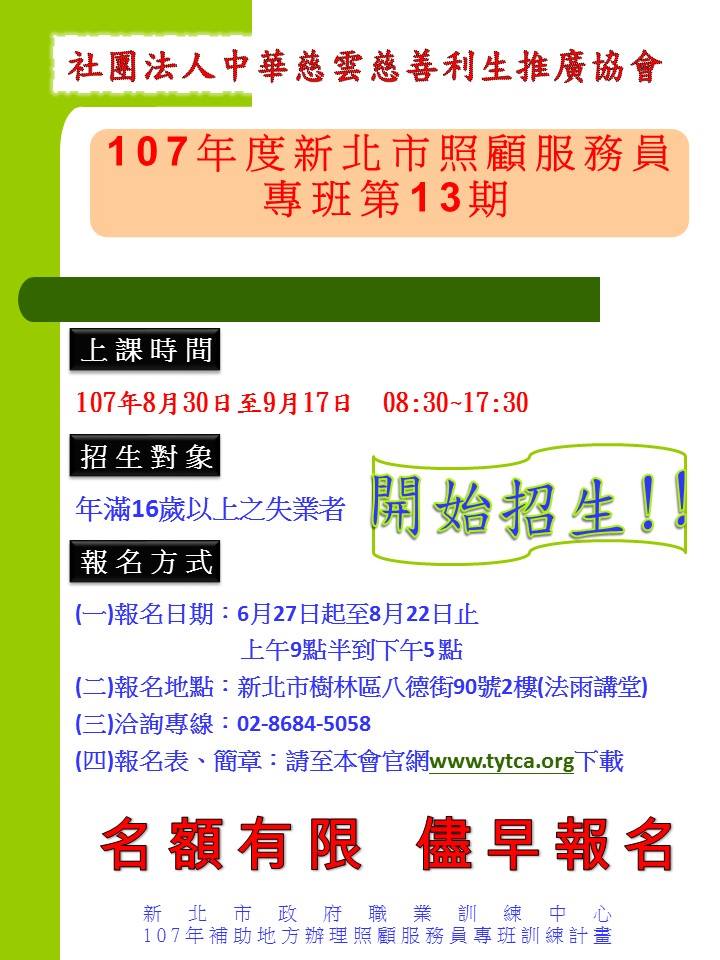 社團法人中華慈雲慈善利生推廣協會
107年度新北市照顧服務員
專班第13期
上課時間
107年8月30日至9月17日 08:30~17:30
招生對象
年滿16歲以上之失業者
開始招生!!
報名方式
(一)報名日期：6月27日起至8月22日止
上午9點半到下午5點
(二)報名地點：新北市樹林區八德街90號2樓(法雨講堂)
(三)洽詢專線：02-8684-5058
(四)報名表、簡章：請至本會官網www.tytca.org下載
名額有限 儘早報名
新北市政府職業訓練中心
107年補助地方辦理照顧服務員專班訓練計畫